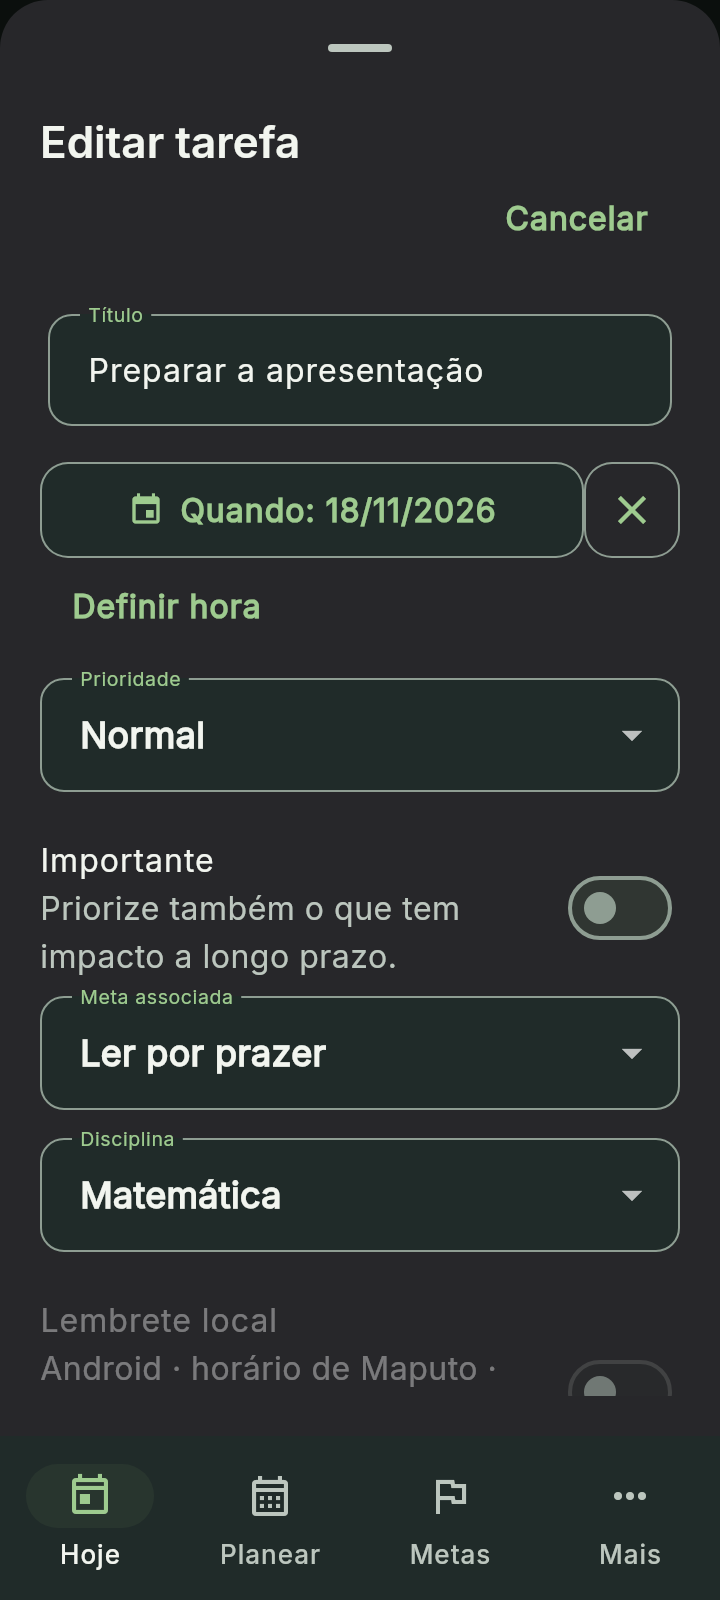 Editar tarefa
Cancelar
Título
Preparar a apresentação
Quando: 18/11/2026
Definir hora
Prioridade
Normal
Importante
Priorize também o que tem
impacto a longo prazo.
Meta associada
Ler por prazer
Disciplina
Matemática
Lembrete local
Android · horário de Maputo ·
Hoje
Planear
Metas
Mais